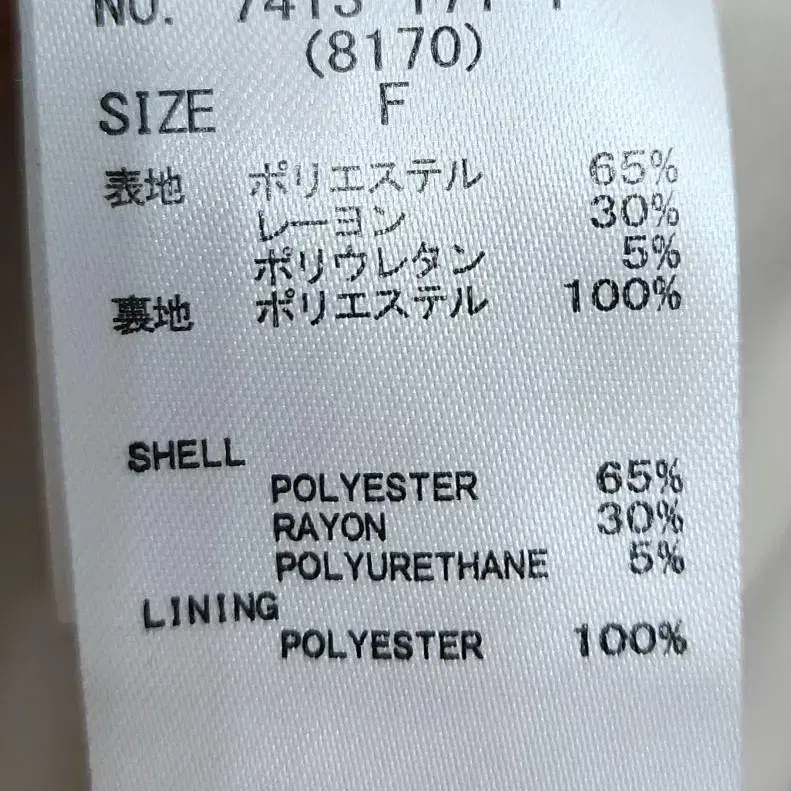 NO.
(8170)
SIZE F
表地 ポリエステル 65%
レーヨン 30%
ポリウレタン 5%
裏地 ポリエステル 100%
SHELL
POLYESTER 65%
RAYON 30%
POLYURETHANE 5%
LINING
POLYESTER 100%